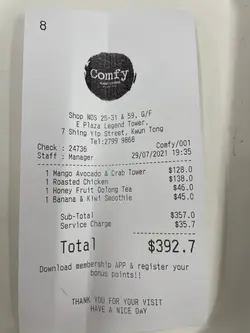 8
Comfy
Shop NOS 25-31 & 59, G/F
E Plaza Legend Tower,
7 Shing Yip Street, Kwun Tong
Tel:2799 9868
Check : 24736 Comfy/001
Staff : Manager 29/07/2021 19:35
1 Mango Avocado & Crab Tower $128.0
1 Roasted Chicken $138.0
1 Honey Fruit OoTong Tea $46.0
1 Banana & Kiwi Smoothie $45.0
Sub-Total $357.0
Service Charge $35.7
Total $392.7
Download membership APP & register your
bonus points!!
THANK YOU FOR YOUR VISIT
HAVE A NICE DAY